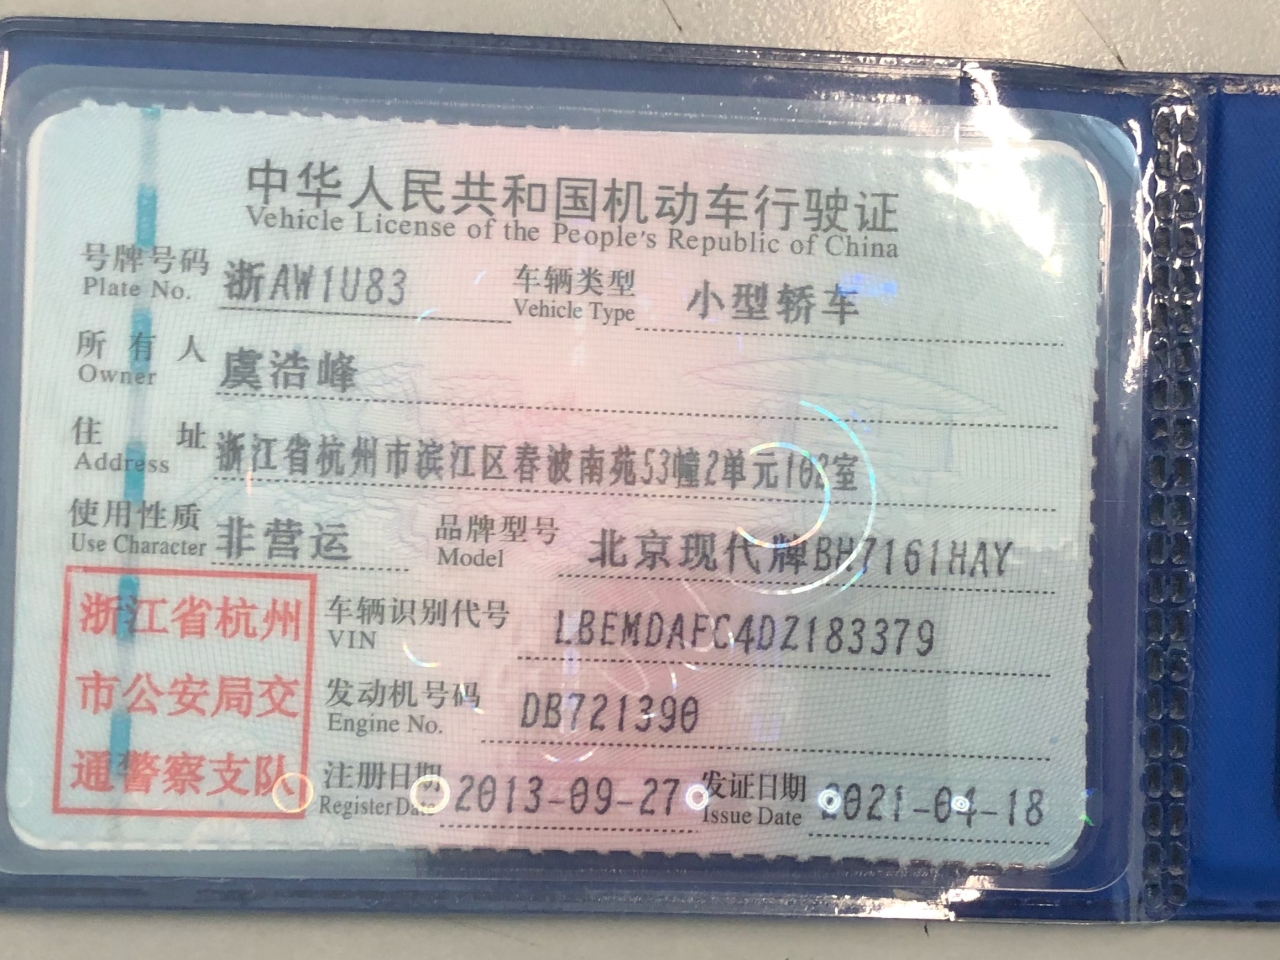 中华人民共和国机动车行驶证
Vehicle License of the People's Republic of China
号牌号码 浙AW1U83 车辆类型 小型轿车
Plate No. Vehicle Type
所有人 虞浩峰
Owner
住址 浙江省杭州市滨江区春波南苑53幢2单元102室
Address
使用性质 非营运 品牌型号 北京现代牌BH7161HAY
Use Character Model
浙江省杭州
市公安局交
通警察支队
车辆识别代号 LBEMDAFC4DZ183379
VIN
发动机号码 DB721390
Engine No.
注册日期 2013-09-27 发证日期 2021-04-18
Register Date Issue Date